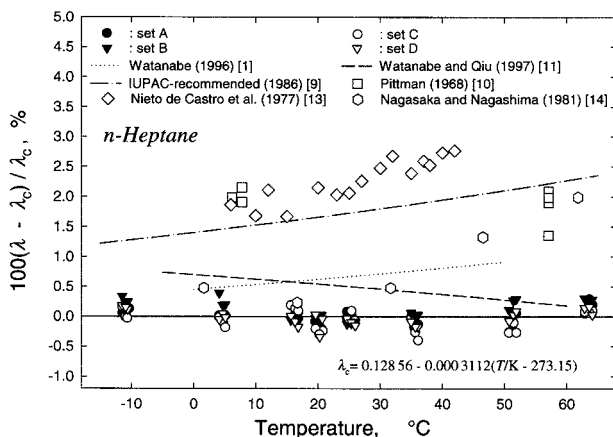 5.0
4.5
4.0
3.5
3.0
2.5
2.0
1.5
1.0
0.5
0.0
-0.5
-1.0
100(λ - λc) / λc, %
: set A
: set C
: set B
: set D
Watanabe (1996) [1]
Watanabe and Qiu (1997) [11]
IUPAC-recommended (1986) [9]
Pittman (1968) [10]
Nieto de Castro et al. (1977) [13]
Nagasaka and Nagashima (1981) [14]
n-Heptane
λc = 0.128 56 - 0.000 3112(T/K - 273.15)
-10 0 10 20 30 40 50 60
Temperature, °C